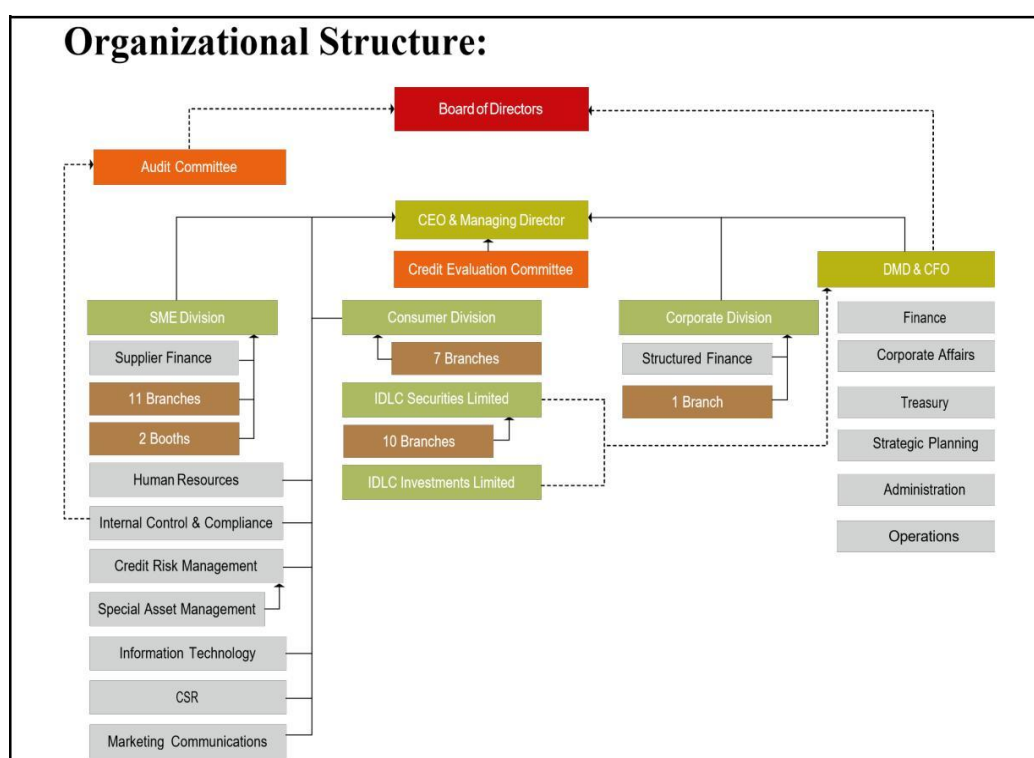 Organizational Structure:
Board of Directors
Audit Committee
CEO & Managing Director
Credit Evaluation Committee
DMD & CFO
SME Division
Supplier Finance
11 Branches
2 Booths
Human Resources
Internal Control & Compliance
Credit Risk Management
Special Asset Management
Information Technology
CSR
Marketing Communications
Consumer Division
7 Branches
IDLC Securities Limited
10 Branches
IDLC Investments Limited
Corporate Division
Structured Finance
1 Branch
Finance
Corporate Affairs
Treasury
Strategic Planning
Administration
Operations